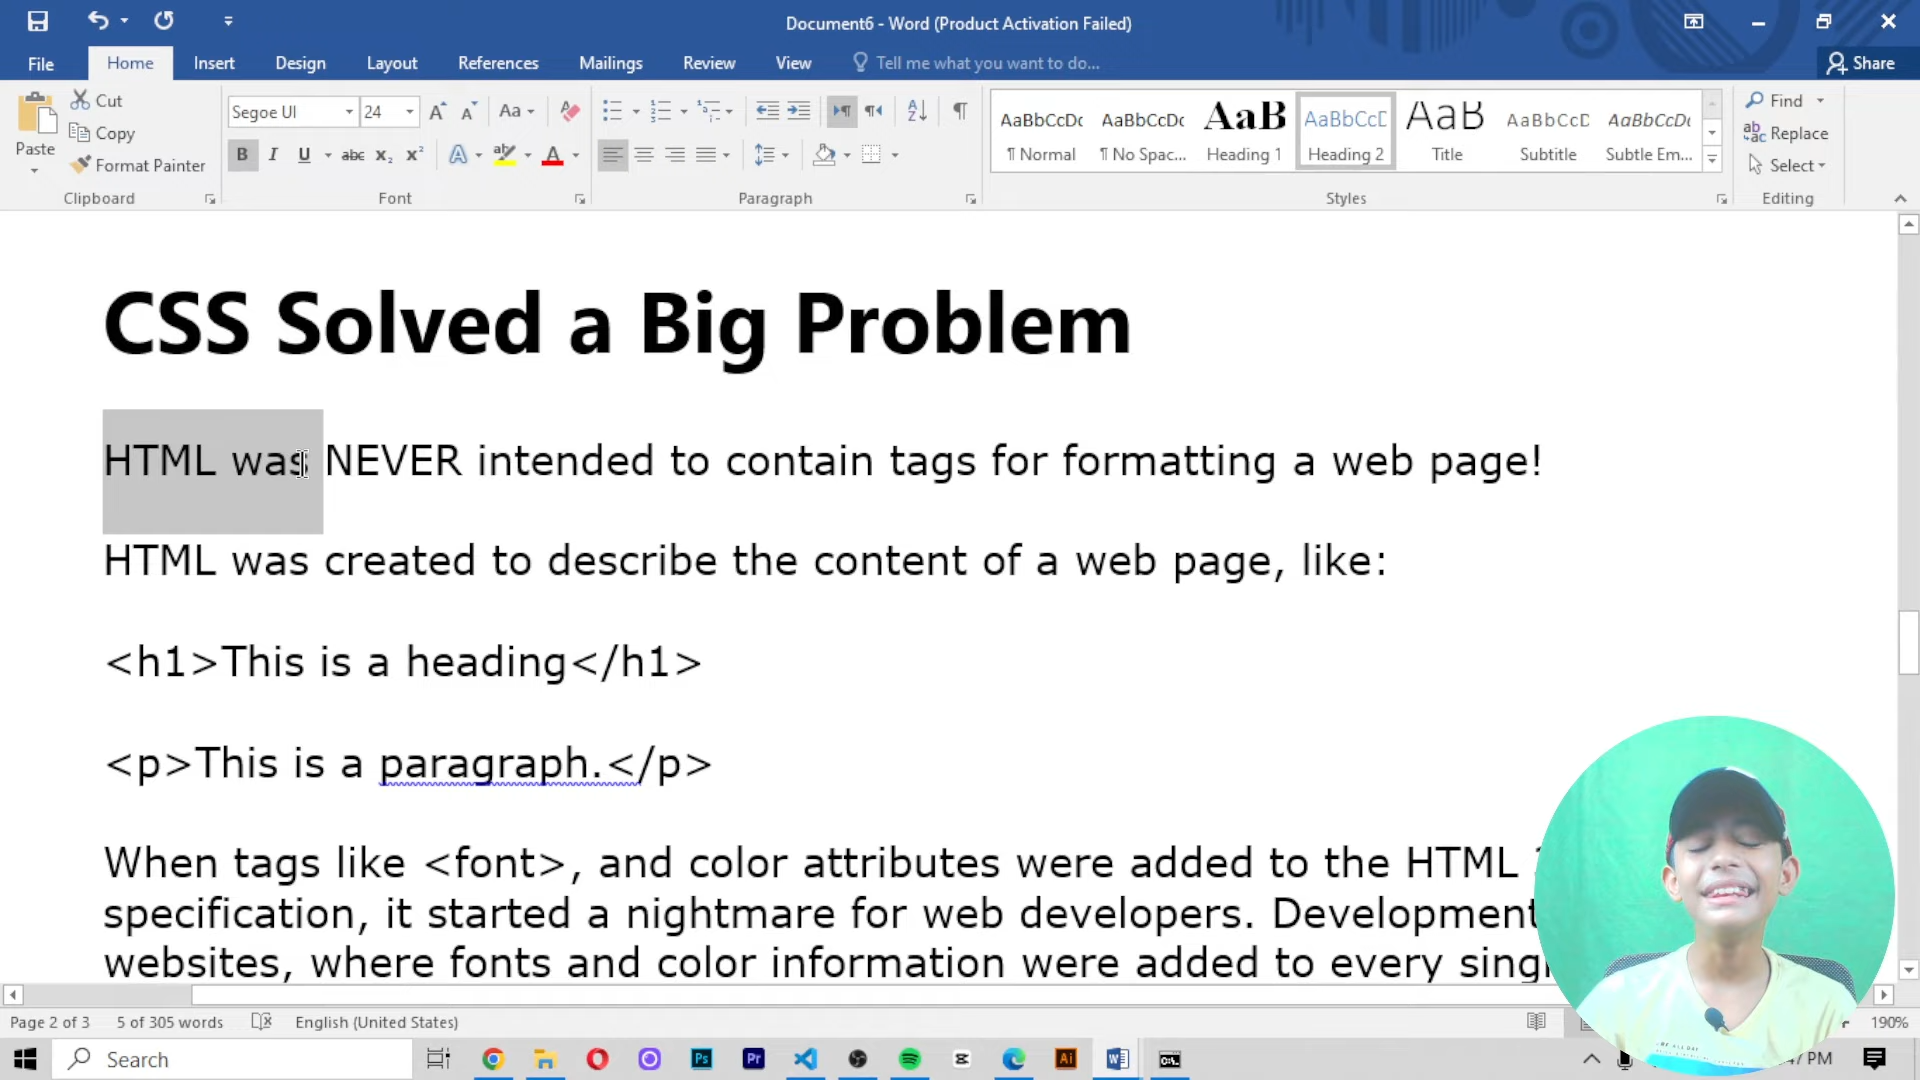 Document6 - Word (Product Activation Failed)
File Home Insert Design Layout References Mailings Review View Tell me what you want to do... Share
Cut
Copy
Format Painter
Paste
Clipboard
Segoe UI 24
Font
Paragraph
AaBbCcDc AaBbCcDc AaB AaBbCcD AaB AaBbCcD AaBbCcDc
¶ Normal ¶ No Spac... Heading 1 Heading 2 Title Subtitle Subtle Em...
Styles
Find
Replace
Select
Editing
CSS Solved a Big Problem
HTML was NEVER intended to contain tags for formatting a web page!
HTML was created to describe the content of a web page, like:
<h1>This is a heading</h1>
<p>This is a paragraph.</p>
When tags like <font>, and color attributes were added to the HTML
specification, it started a nightmare for web developers. Development
websites, where fonts and color information were added to every
Page 2 of 3 5 of 305 words English (United States) 190%
Search
PM